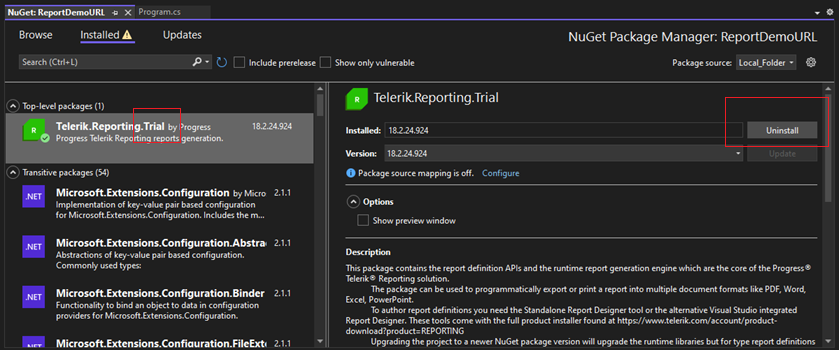 NuGet: ReportDemoURL
Program.cs
Browse
Installed
Updates
NuGet Package Manager: ReportDemoURL
Search (Ctrl+L)
Include prerelease
Show only vulnerable
Package source:
Local_Folder
Top-level packages (1)
R
Telerik.Reporting.Trial by Progress
18.2.24.924
Progress Telerik Reporting reports generation.
Transitive packages (54)
.NET
Microsoft.Extensions.Configuration by Micro
2.1.1
Implementation of key-value pair based configuration
for Microsoft.Extensions.Configuration. Includes the m...
.NET
Microsoft.Extensions.Configuration.Abstrac
2.1.1
Abstractions of key-value pair based configuration.
Commonly used types:
.NET
Microsoft.Extensions.Configuration.Binder
2.1.1
Functionality to bind an object to data in configuration
providers for Microsoft.Extensions.Configuration.
Microsoft.Extensions.Configuration.FileExt
2.1.1
R
Telerik.Reporting.Trial
Installed:
18.2.24.924
Uninstall
Version:
18.2.24.924
Update
Package source mapping is off. Configure
Options
Show preview window
Description
This package contains the report definition APIs and the runtime report generation engine which are the core of the Progress®
Telerik® Reporting solution.
The package can be used to programmatically export or print a report into multiple document formats like PDF, Word,
Excel, PowerPoint.
To author report definitions you need the Standalone Report Designer tool or the alternative Visual Studio integrated
Report Designer. These tools come with the full product installer found at https://www.telerik.com/account/product-
download?product=REPORTING
Upgrading the project to a newer NuGet package version will upgrade the runtime libraries but for type report definitions